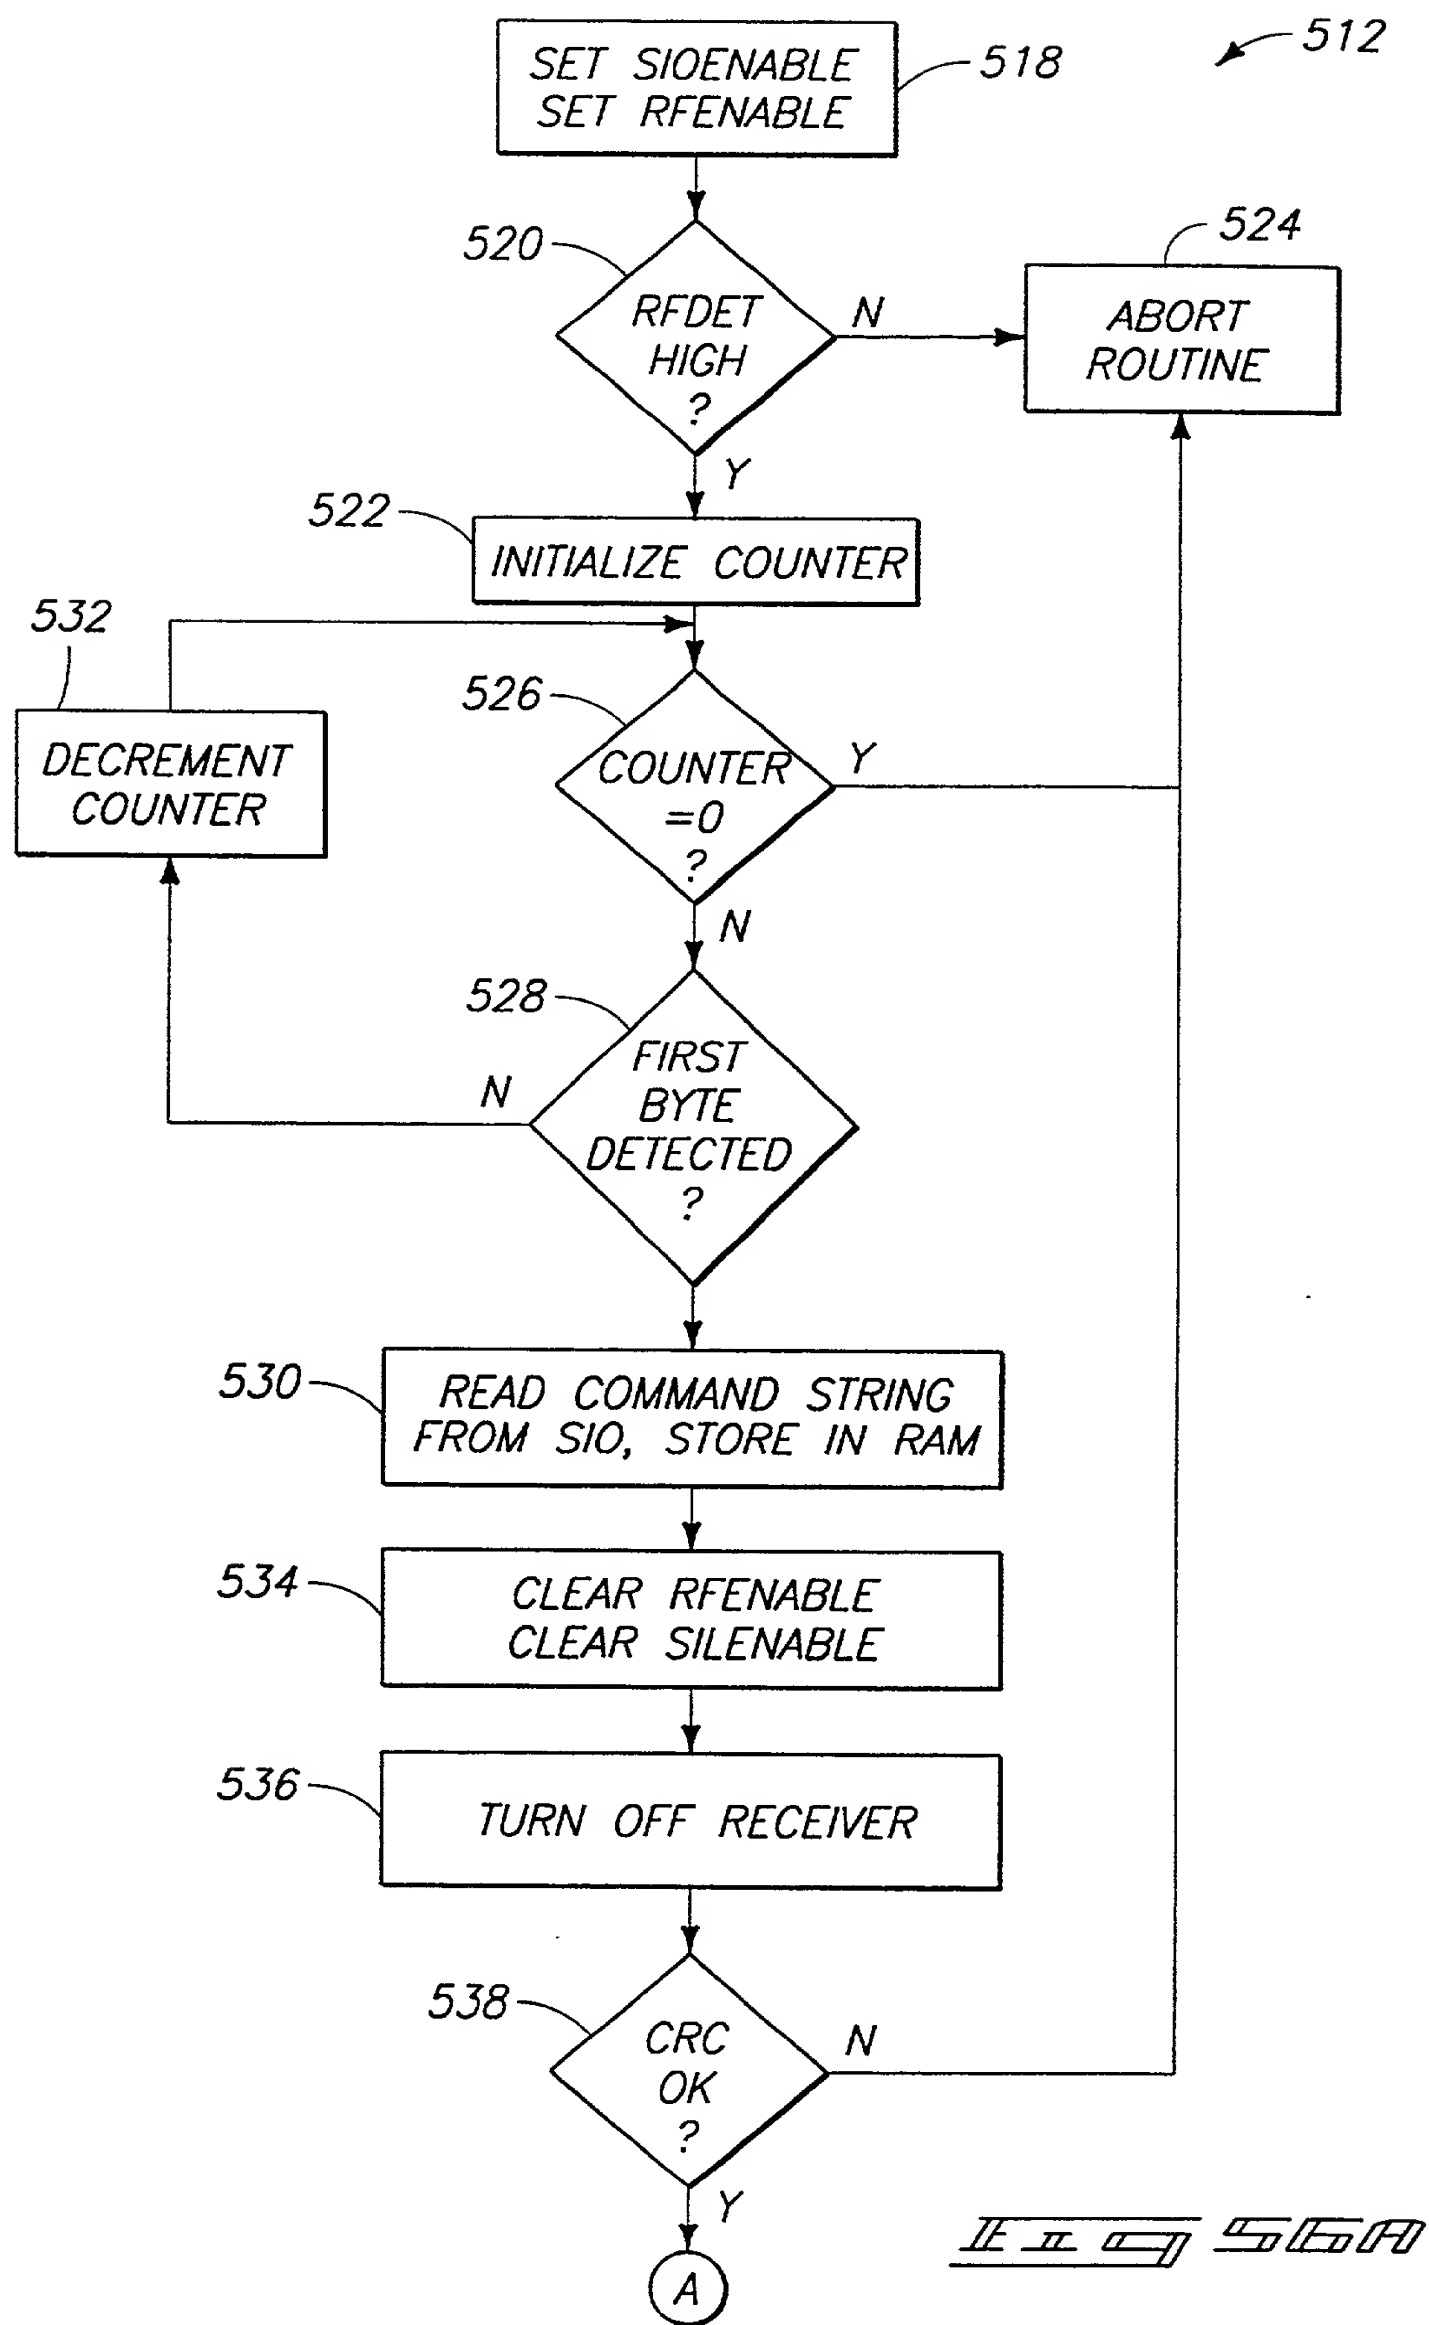 512
SET SIOENABLE
SET RFENABLE
518
520
RFDET
HIGH
?
N
Y
524
ABORT
ROUTINE
522
INITIALIZE COUNTER
532
DECREMENT
COUNTER
526
COUNTER
=0
?
Y
N
528
FIRST
BYTE
DETECTED
?
N
530
READ COMMAND STRING
FROM SIO, STORE IN RAM
534
CLEAR RFENABLE
CLEAR SILENABLE
536
TURN OFF RECEIVER
538
CRC
OK
?
N
Y
A
FIG 56A